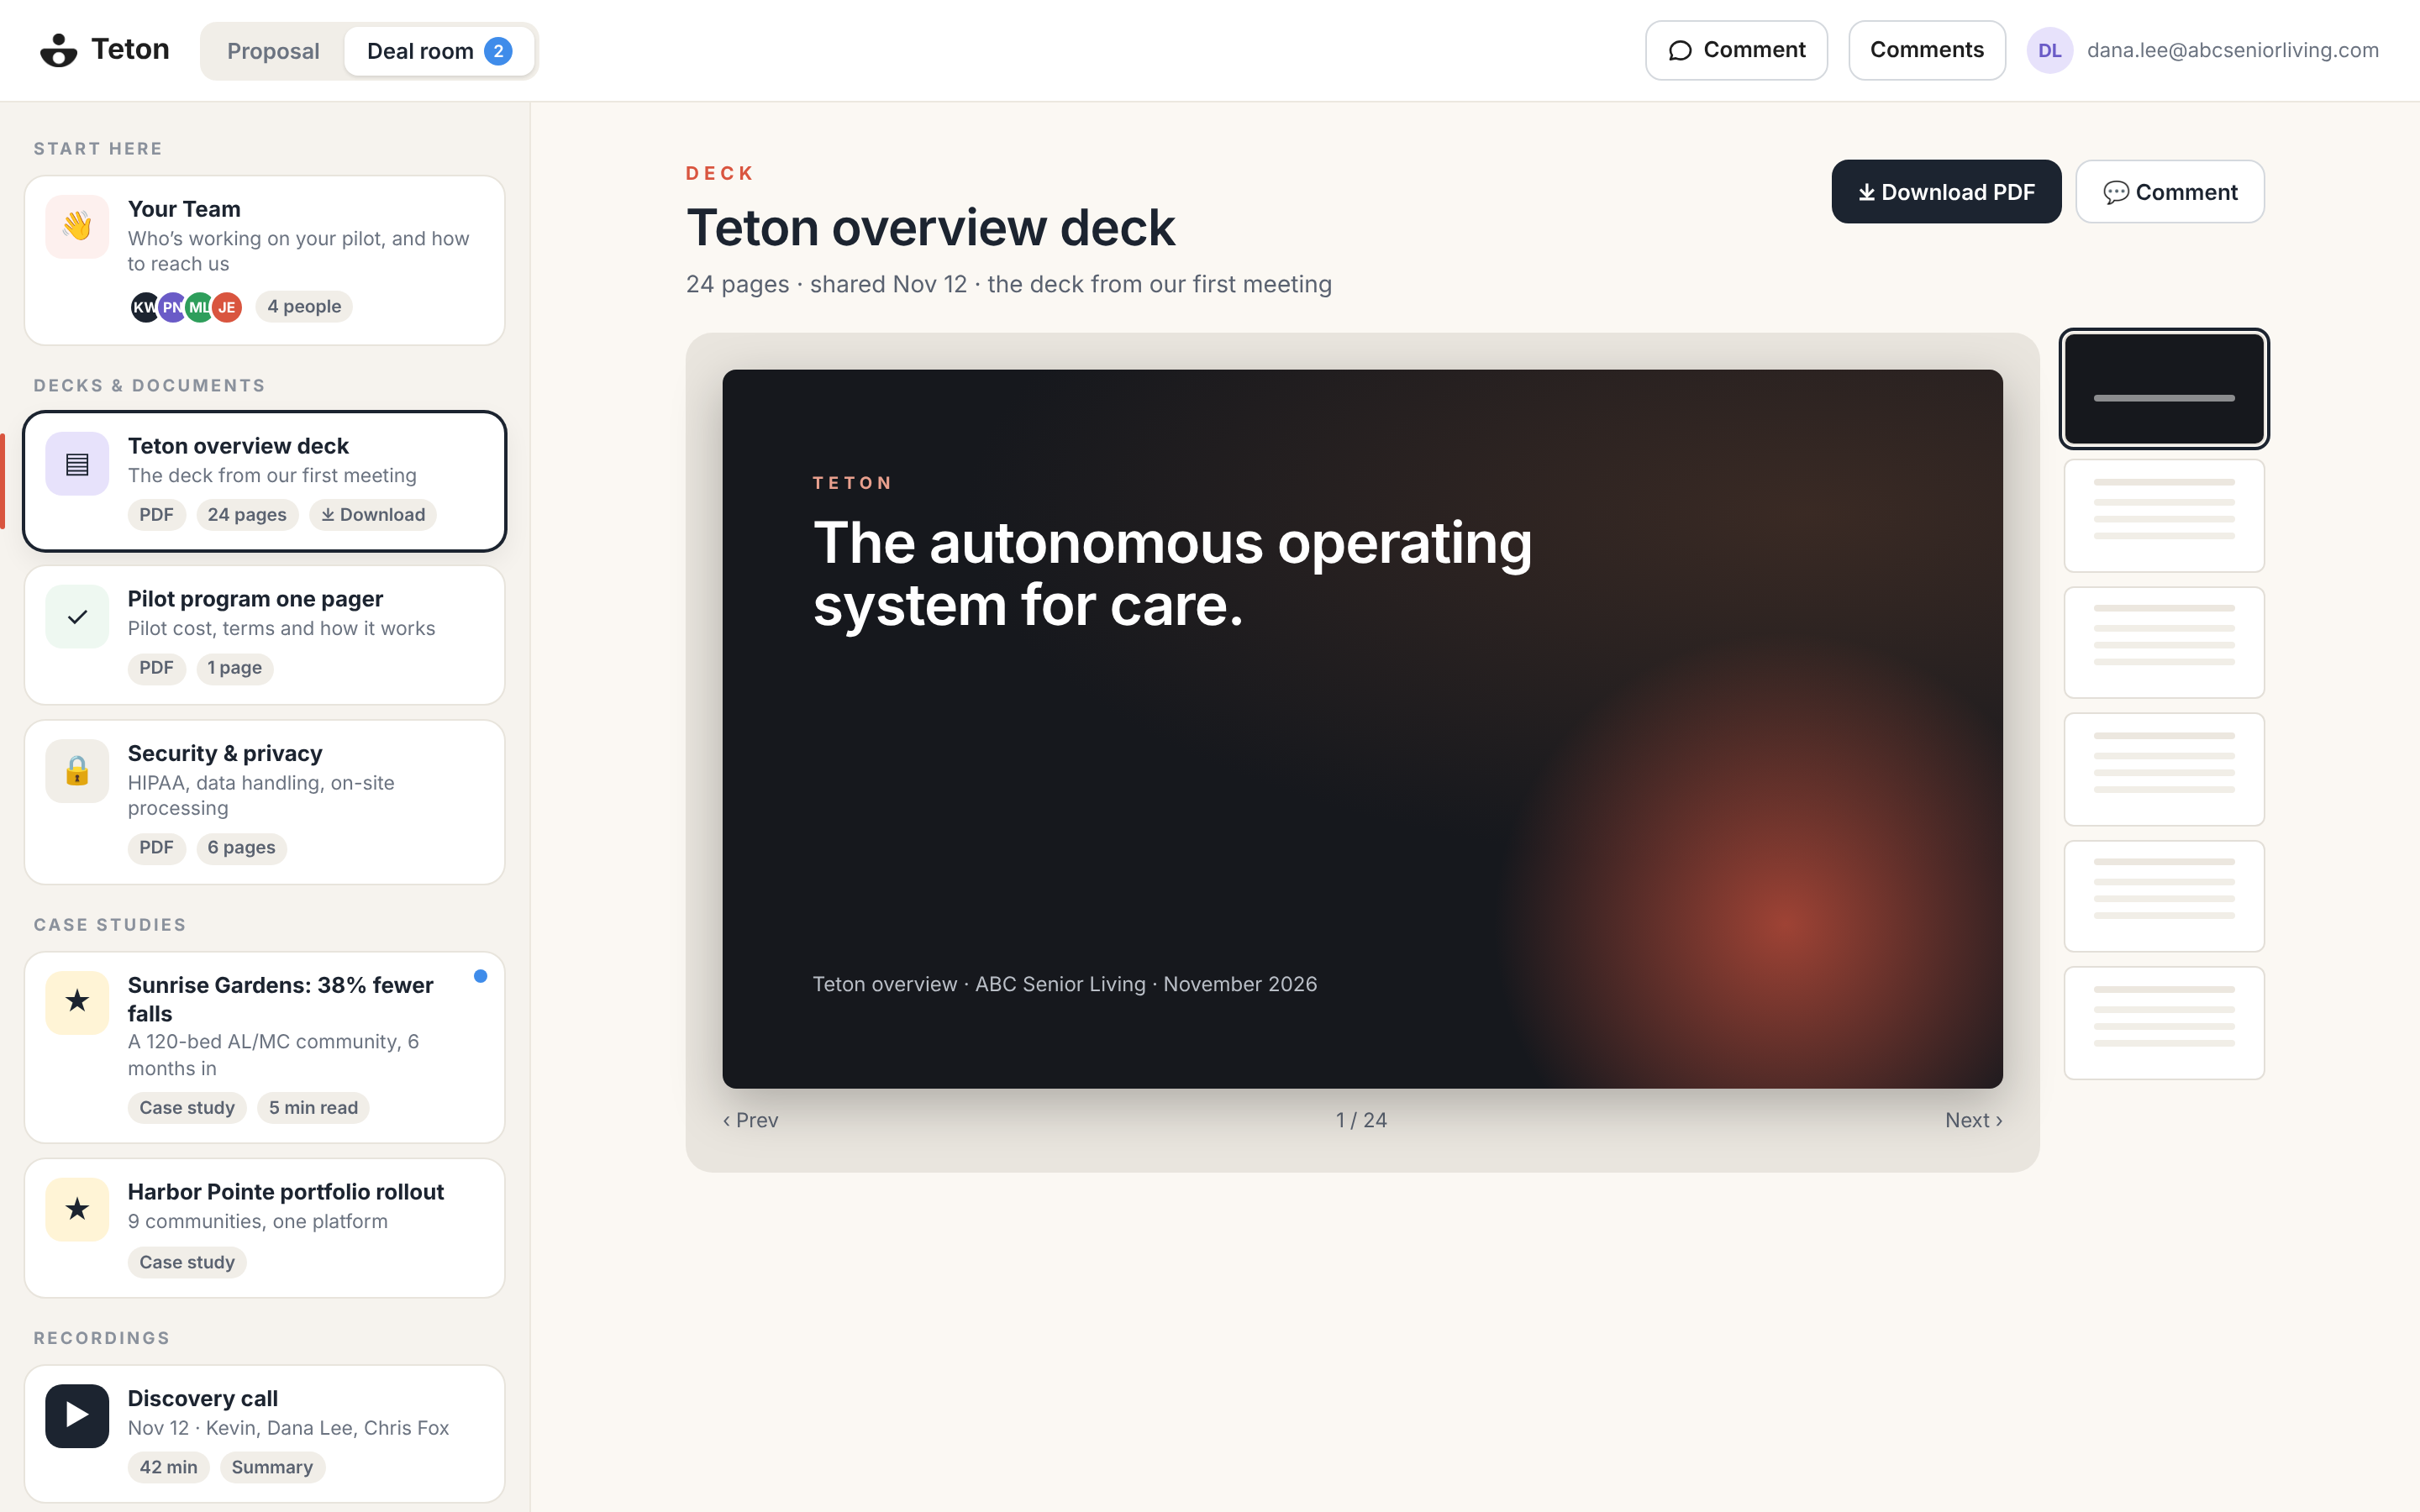 Teton
Proposal
Deal room 2
Comment
Comments
DL
dana.lee@abcseniorliving.com
START HERE
Your Team
Who's working on your pilot, and how
to reach us
KW PN ML JE 4 people
DECKS & DOCUMENTS
Teton overview deck
The deck from our first meeting
PDF 24 pages Download
Pilot program one pager
Pilot cost, terms and how it works
PDF 1 page
Security & privacy
HIPAA, data handling, on-site
processing
PDF 6 pages
CASE STUDIES
Sunrise Gardens: 38% fewer
falls
A 120-bed AL/MC community, 6
months in
Case study 5 min read
Harbor Pointe portfolio rollout
9 communities, one platform
Case study
RECORDINGS
Discovery call
Nov 12 · Kevin, Dana Lee, Chris Fox
42 min Summary
DECK
Teton overview deck
24 pages · shared Nov 12 · the deck from our first meeting
Download PDF
Comment
TETON
The autonomous operating
system for care.
Teton overview · ABC Senior Living · November 2026
‹ Prev 1 / 24 Next ›